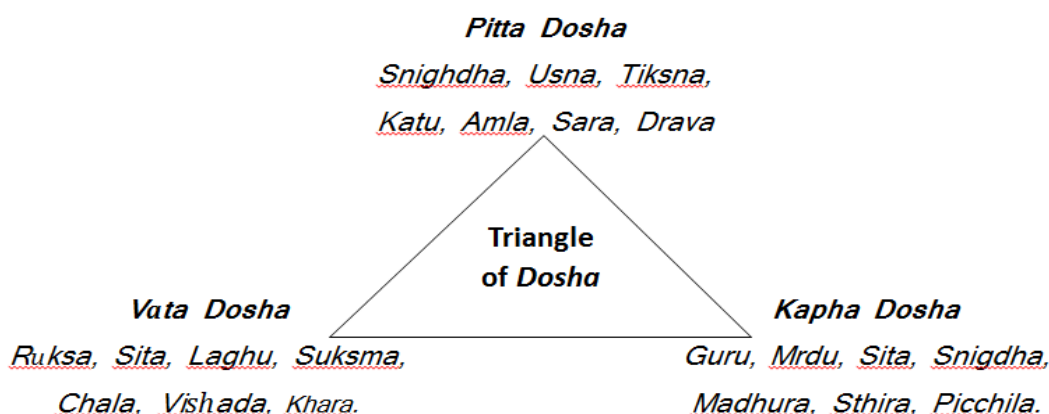 Pitta Dosha
Snighdha, Usna, Tiksna,
Katu, Amla, Sara, Drava
Triangle
of Dosha
Vata Dosha
Ruksa, Sita, Laghu, Suksma,
Chala, Vishada, Khara.
Kapha Dosha
Guru, Mrdu, Sita, Snigdha,
Madhura, Sthira, Picchila.